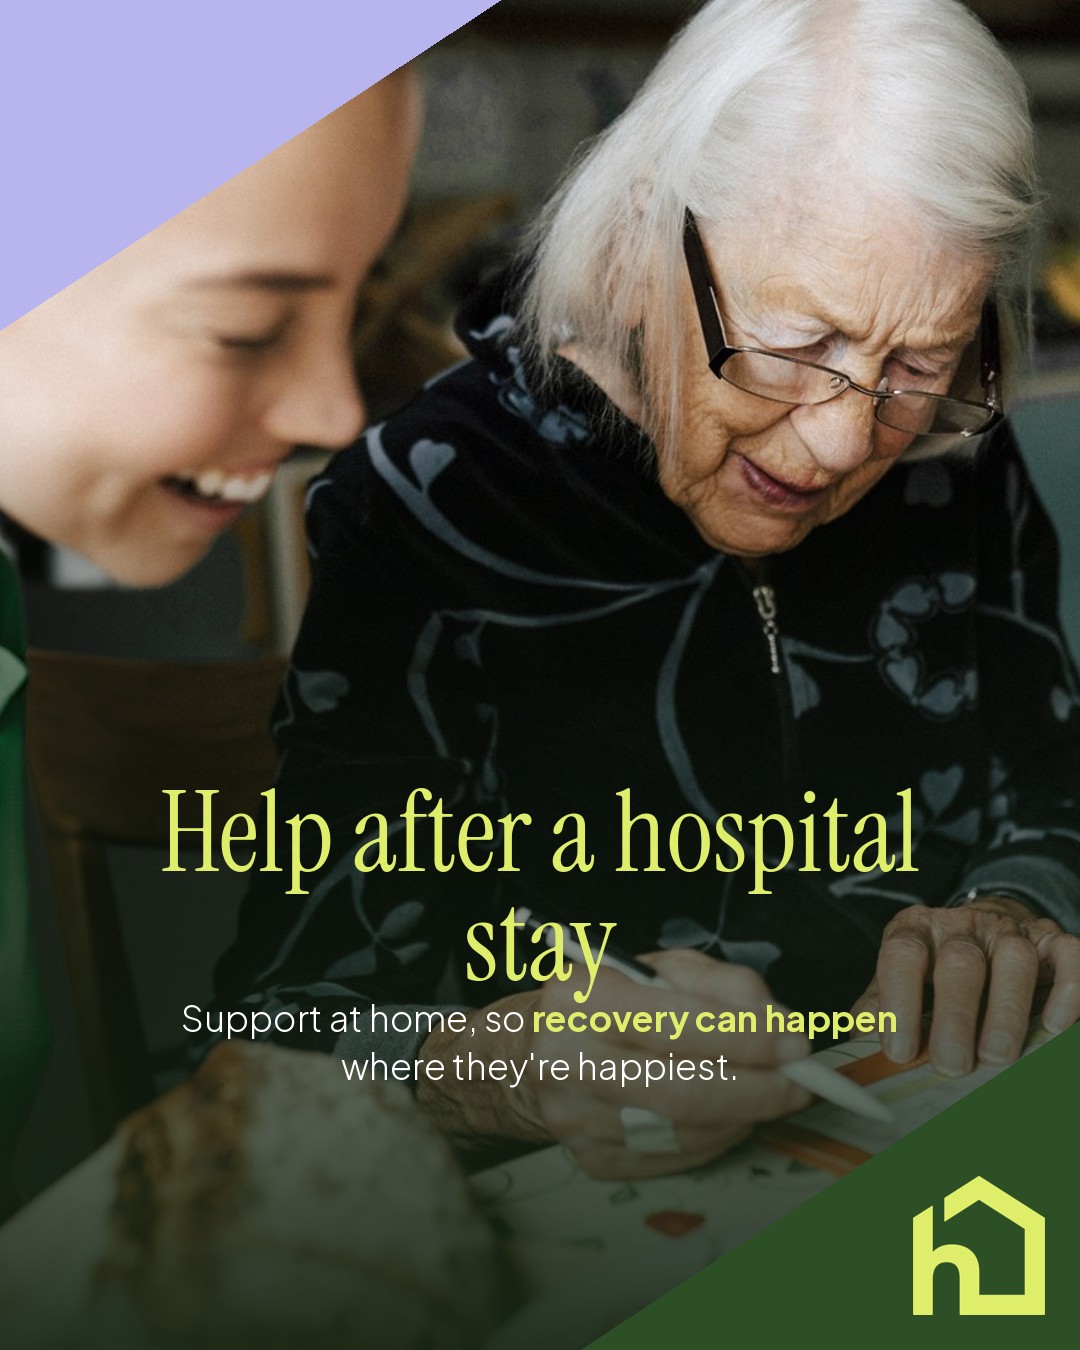 Help after a hospital
stay
Support at home, so recovery can happen
where they're happiest.